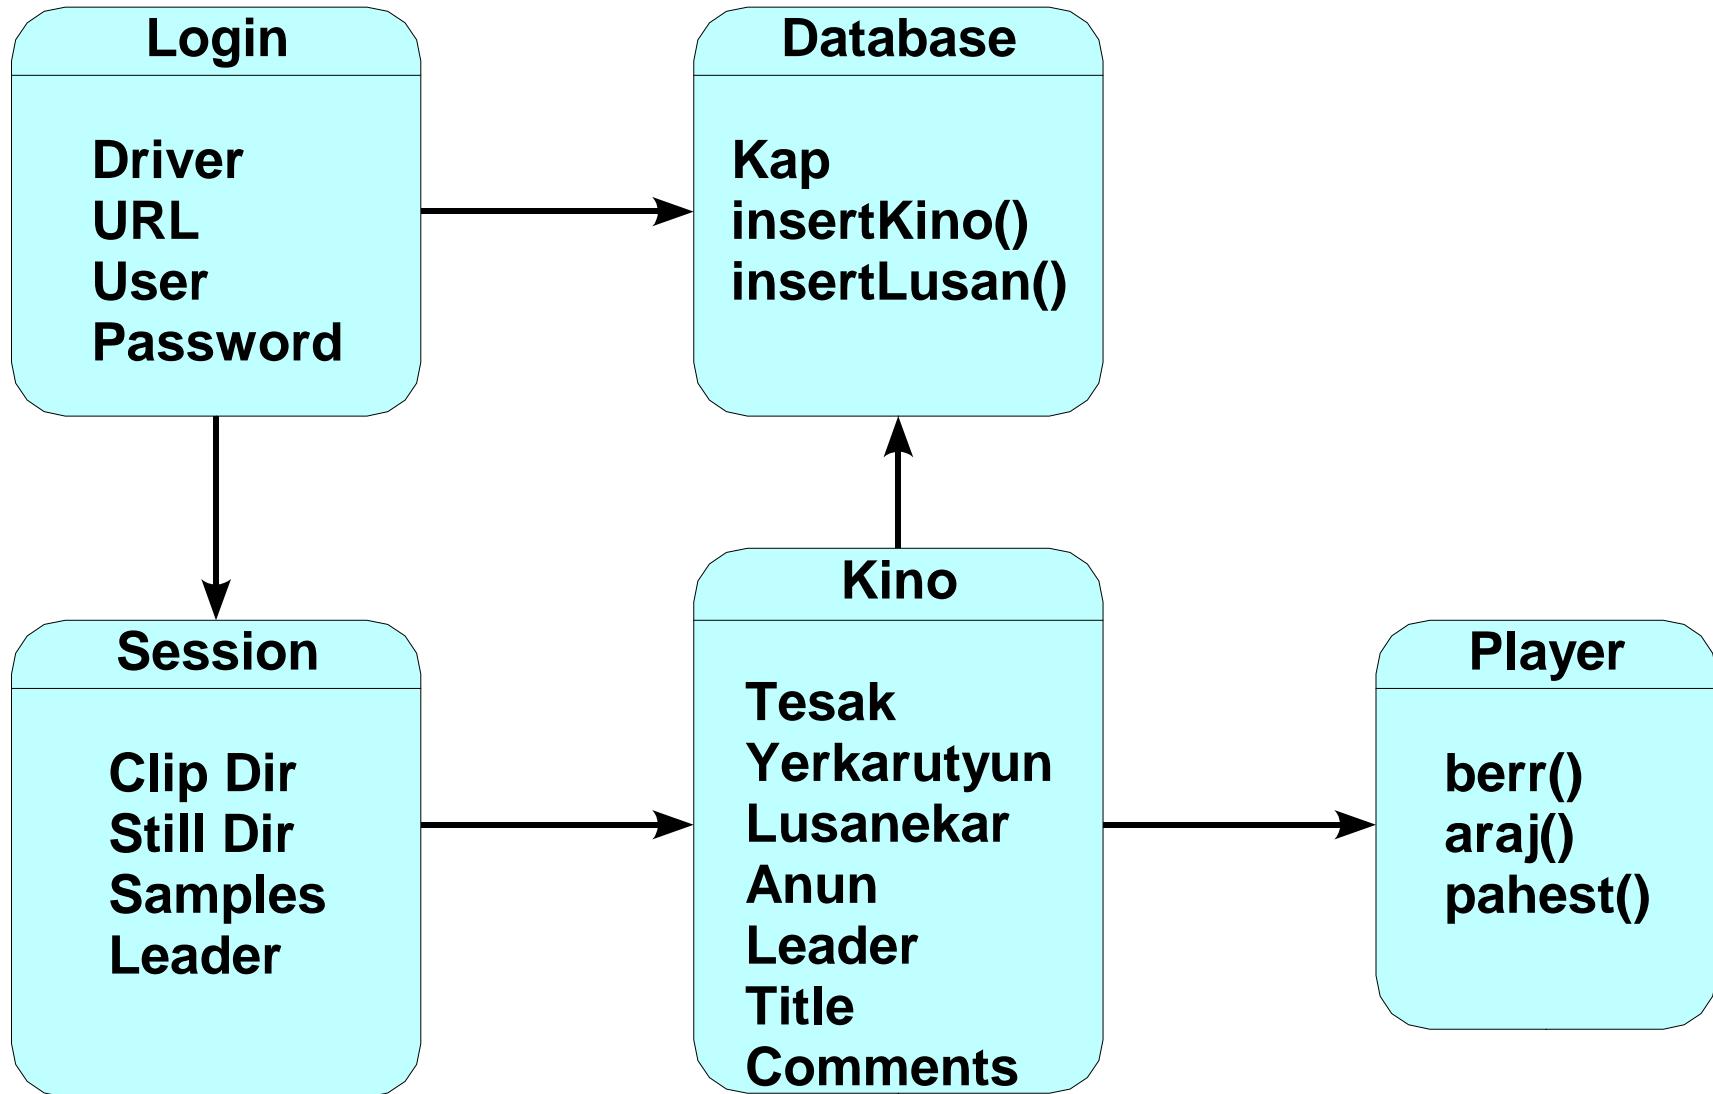 Login
Driver
URL
User
Password
Database
Kap
insertKino()
insertLusan()
Session
Clip Dir
Still Dir
Samples
Leader
Kino
Tesak
Yerkarutyun
Lusanekar
Anun
Leader
Title
Comments
Player
berr()
araj()
pahest()